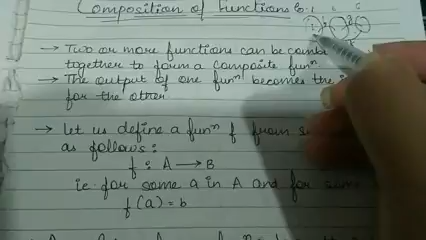 Composition of Functions
→ Two or more functions can be
together to form a composite funⁿ
→ The output of one funⁿ becomes the
for the other
→ Let us define a funⁿ f from
as follows:
f : A → B
ie. for some a in A and for some
f(a) = b